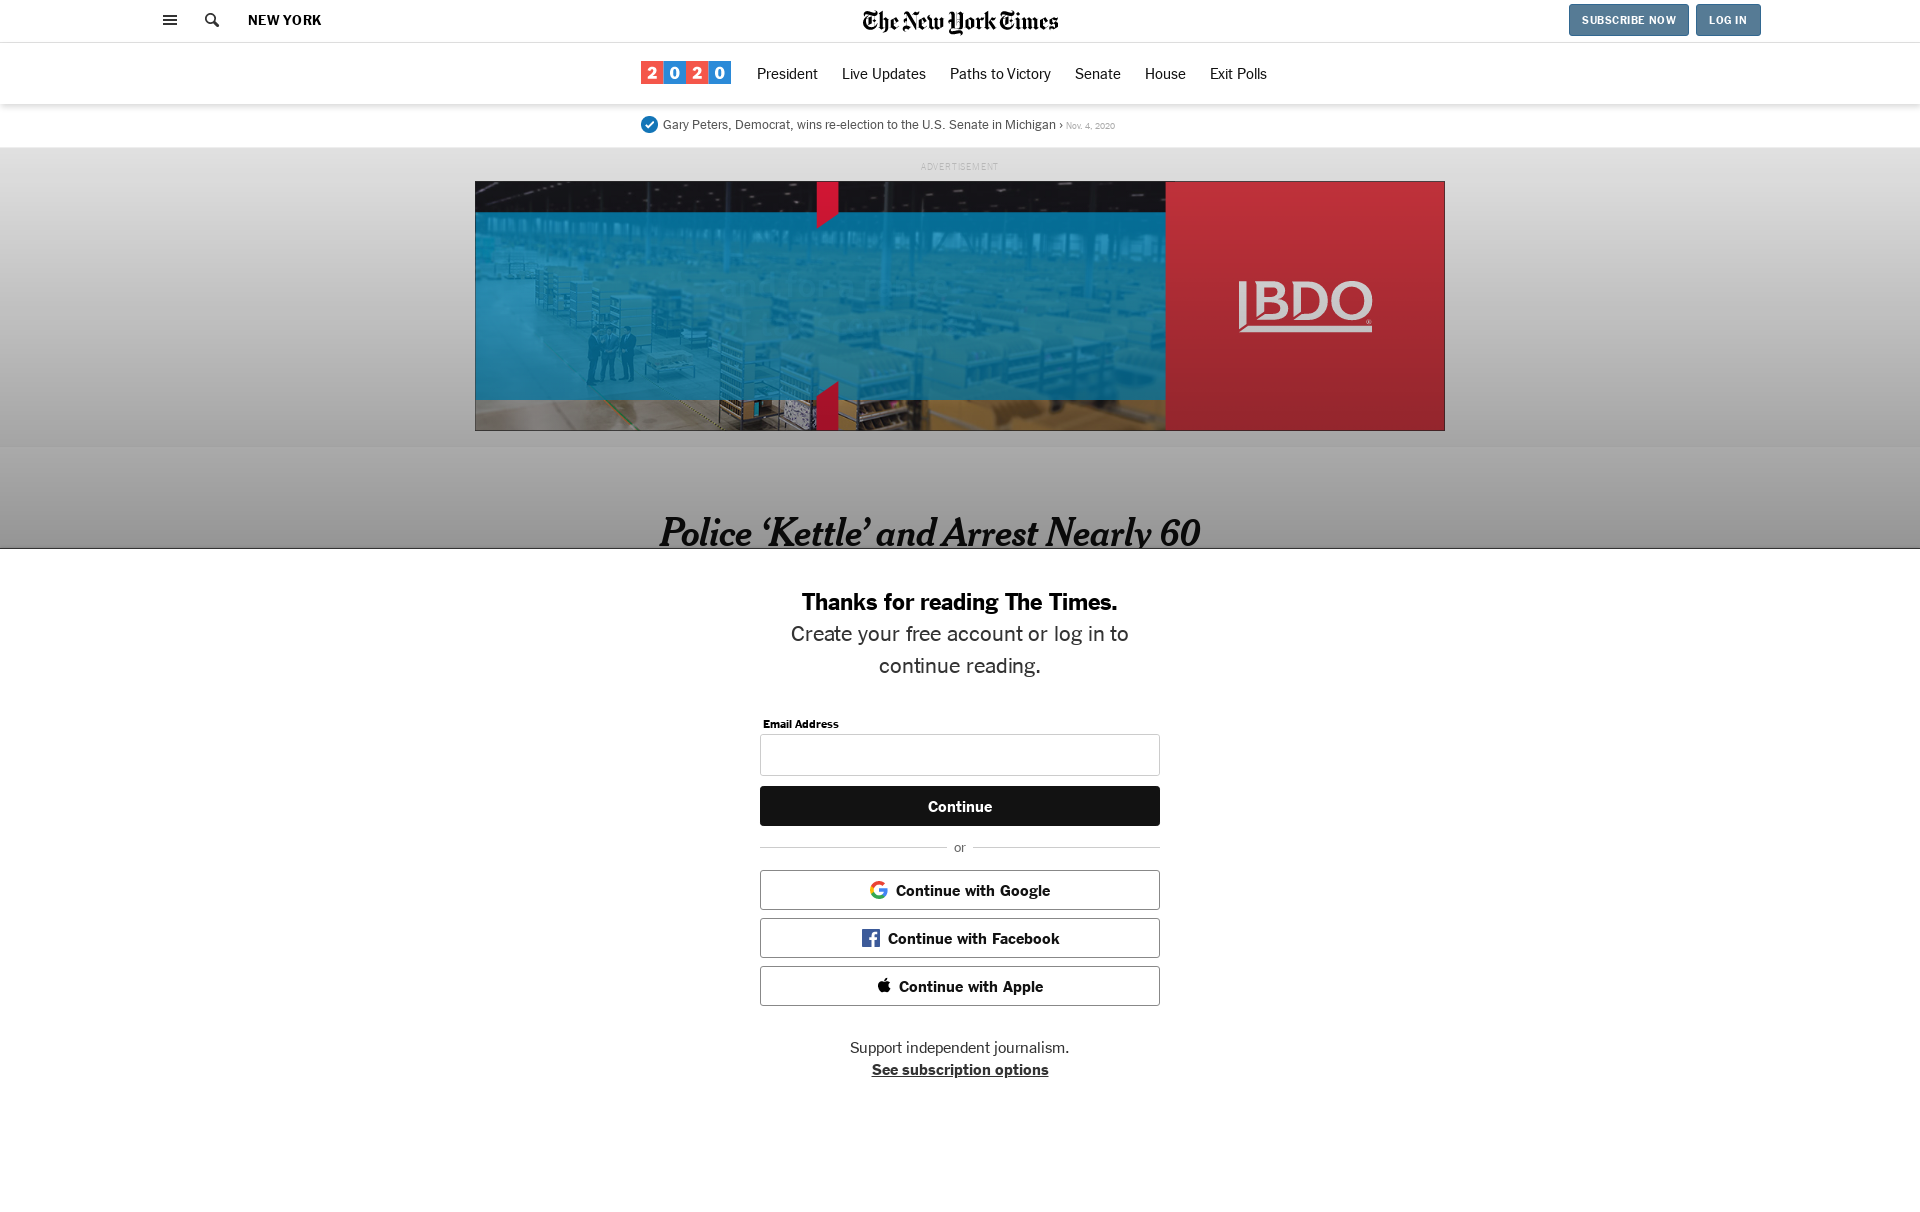 NEW YORK
The New York Times
SUBSCRIBE NOW
LOG IN
2020
President
Live Updates
Paths to Victory
Senate
House
Exit Polls
Gary Peters, Democrat, wins re-election to the U.S. Senate in Michigan › Nov. 4, 2020
ADVERTISEMENT
BDO®
Police ‘Kettle’ and Arrest Nearly 60
Thanks for reading The Times.
Create your free account or log in to
continue reading.
Email Address
Continue
or
Continue with Google
Continue with Facebook
Continue with Apple
Support independent journalism.
See subscription options